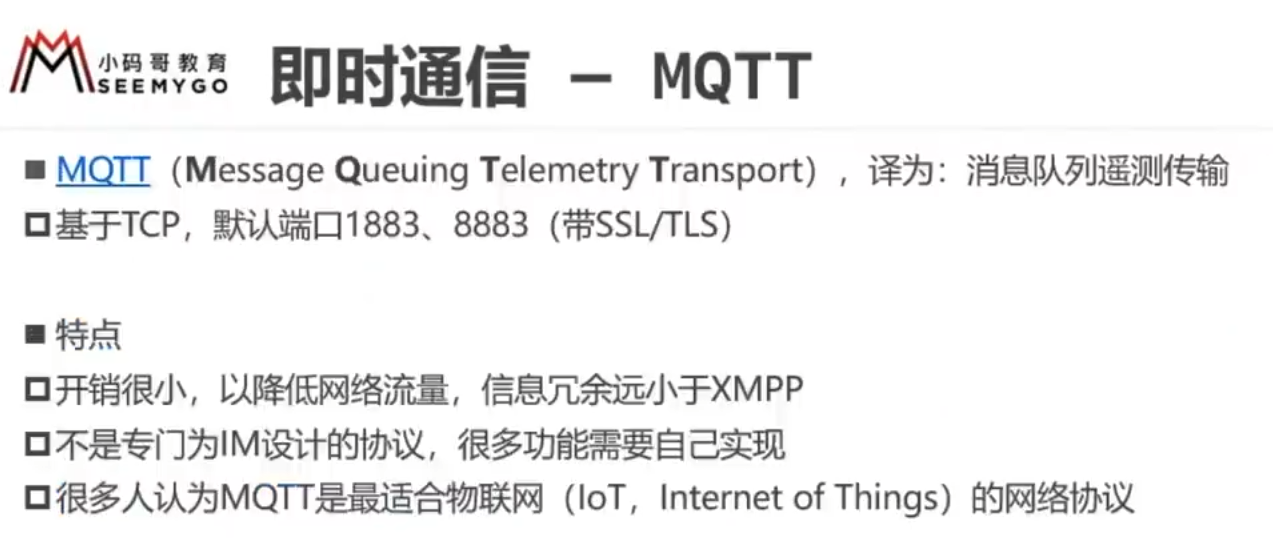 小码哥教育
SEEMYGO
即时通信 — MQTT
MQTT（Message Queuing Telemetry Transport），译为：消息队列遥测传输
基于TCP，默认端口1883、8883（带SSL/TLS）
特点
开销很小，以降低网络流量，信息冗余远小于XMPP
不是专门为IM设计的协议，很多功能需要自己实现
很多人认为MQTT是最适合物联网（IoT，Internet of Things）的网络协议